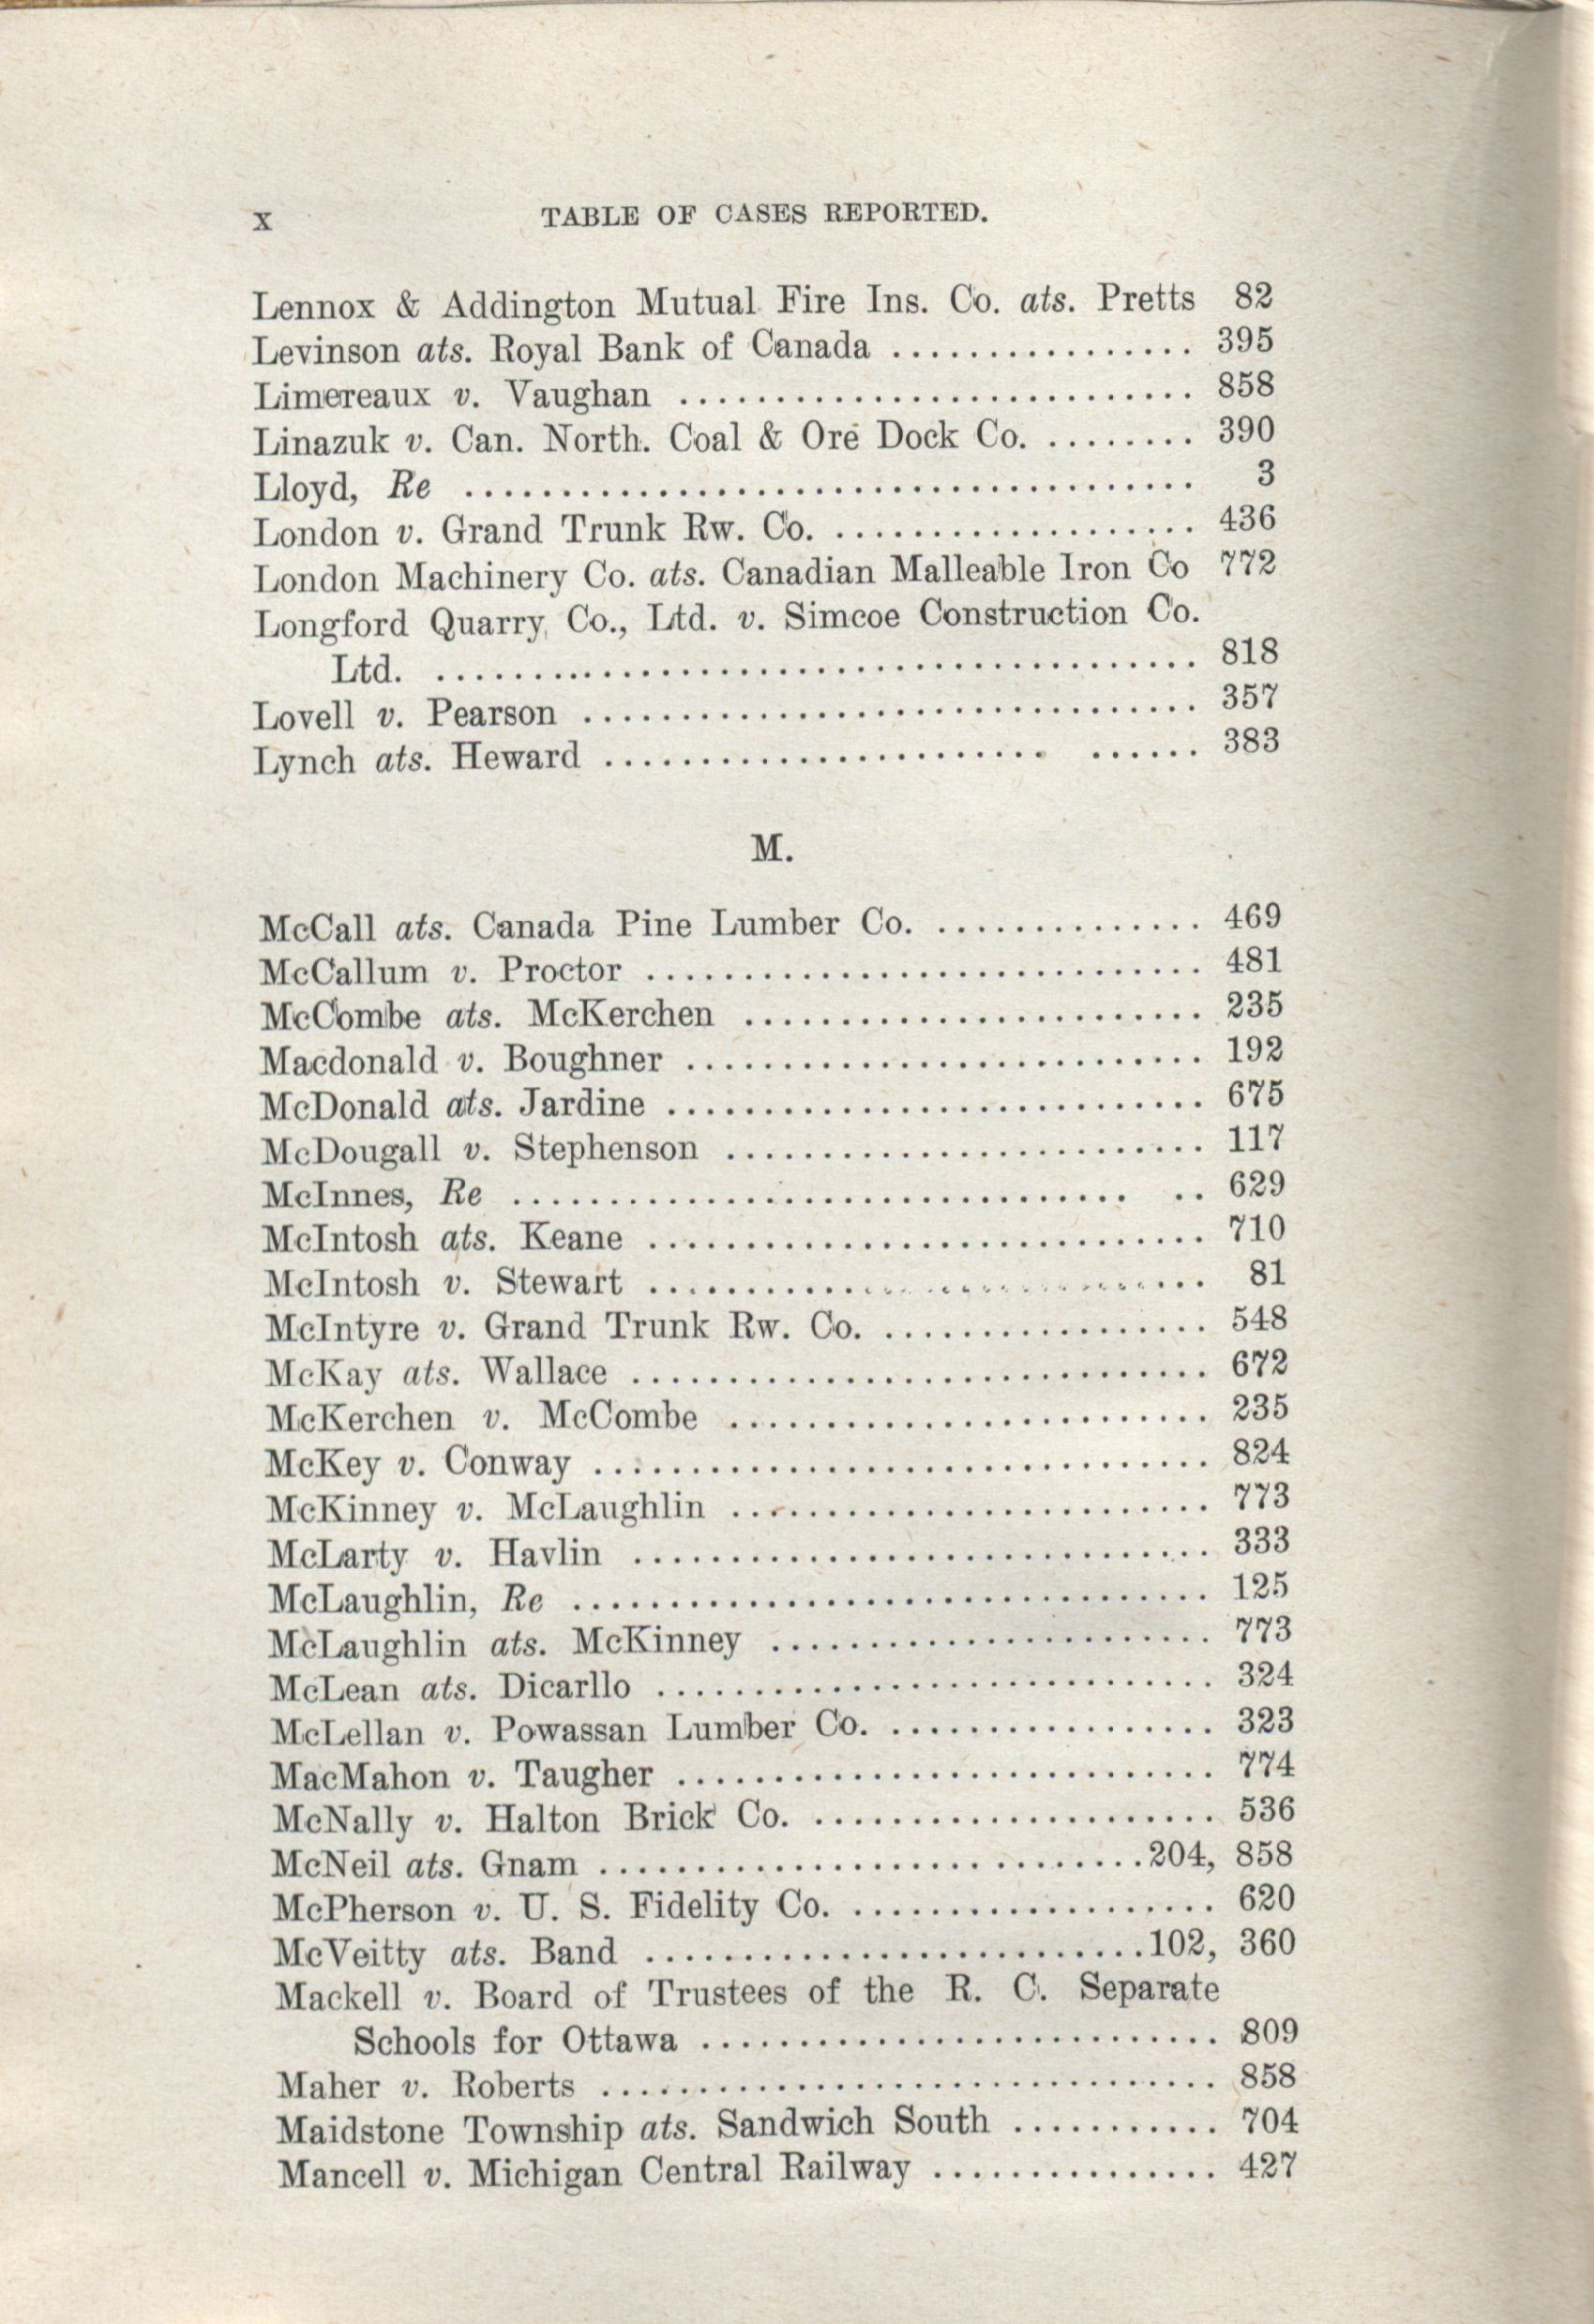 x TABLE OF CASES REPORTED.
Lennox & Addington Mutual Fire Ins. Co. ats. Pretts 82
Levinson ats. Royal Bank of Canada ................ 395
Limereaux v. Vaughan ........................... 858
Linazuk v. Can. North. Coal & Ore Dock Co. ........ 390
Lloyd, Re ...................................... 3
London v. Grand Trunk Rw. Co. ................... 436
London Machinery Co. ats. Canadian Malleable Iron Co 772
Longford Quarry Co., Ltd. v. Simcoe Construction Co.
Ltd. ........................................ 818
Lovell v. Pearson ................................ 357
Lynch ats. Heward ....................... ...... 383
M.
McCall ats. Canada Pine Lumber Co. .............. 469
McCallum v. Proctor ............................. 481
McCombe ats. McKerchen ........................ 235
Macdonald v. Boughner ........................... 192
McDonald ats. Jardine ............................ 675
McDougall v. Stephenson ......................... 117
McInnes, Re ................................ .. 629
McIntosh ats. Keane ............................. 710
McIntosh v. Stewart ............................. 81
McIntyre v. Grand Trunk Rw. Co. ................. 548
McKay ats. Wallace .............................. 672
McKerchen v. McCombe ......................... 235
McKey v. Conway ................................ 824
McKinney v. McLaughlin ......................... 773
McLarty v. Havlin .............................. 333
McLaughlin, Re ................................. 125
McLaughlin ats. McKinney ....................... 773
McLean ats. Dicarllo ............................. 324
McLellan v. Powassan Lumber Co. ................. 323
MacMahon v. Taugher ............................ 774
McNally v. Halton Brick Co. ..................... 536
McNeil ats. Gnam ............................204, 858
McPherson v. U. S. Fidelity Co. ................... 620
McVeitty ats. Band ..........................102, 360
Mackell v. Board of Trustees of the R. C. Separate
Schools for Ottawa ........................... 809
Maher v. Roberts ................................ 858
Maidstone Township ats. Sandwich South ........... 704
Mancell v. Michigan Central Railway ............... 427